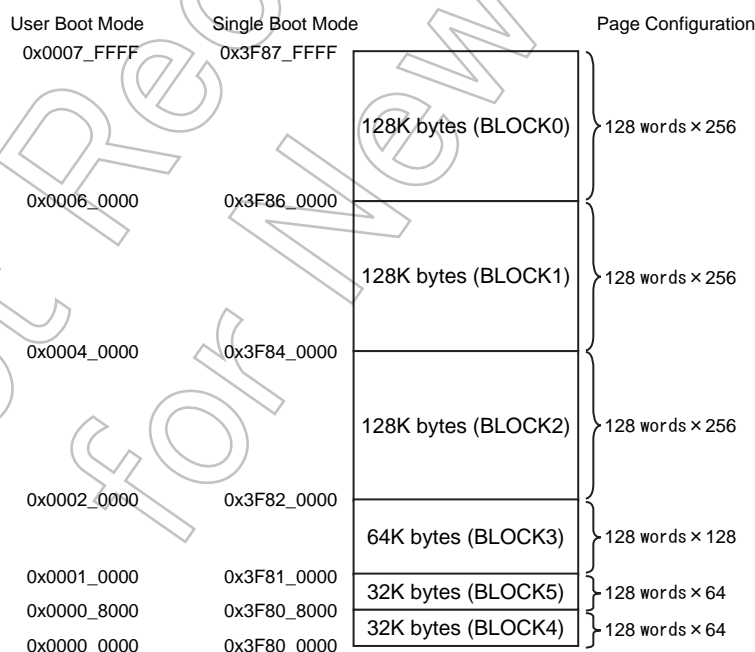 User Boot Mode Single Boot Mode Page Configuration
0x0007_FFFF 0x3F87_FFFF
128K bytes (BLOCK0) 128 words×256
0x0006_0000 0x3F86_0000
128K bytes (BLOCK1) 128 words×256
0x0004_0000 0x3F84_0000
128K bytes (BLOCK2) 128 words×256
0x0002_0000 0x3F82_0000
64K bytes (BLOCK3) 128 words×128
0x0001_0000 0x3F81_0000
32K bytes (BLOCK5) 128 words×64
0x0000_8000 0x3F80_8000
32K bytes (BLOCK4) 128 words×64
0x0000_0000 0x3F80_0000
for New